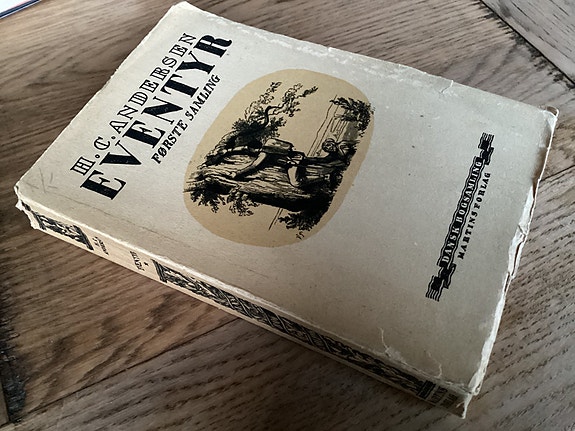 H.C.ANDERSEN
EVENTYR
FØRSTE SAMLING
DANSK BOGSAMLING
MARTINS FORLAG